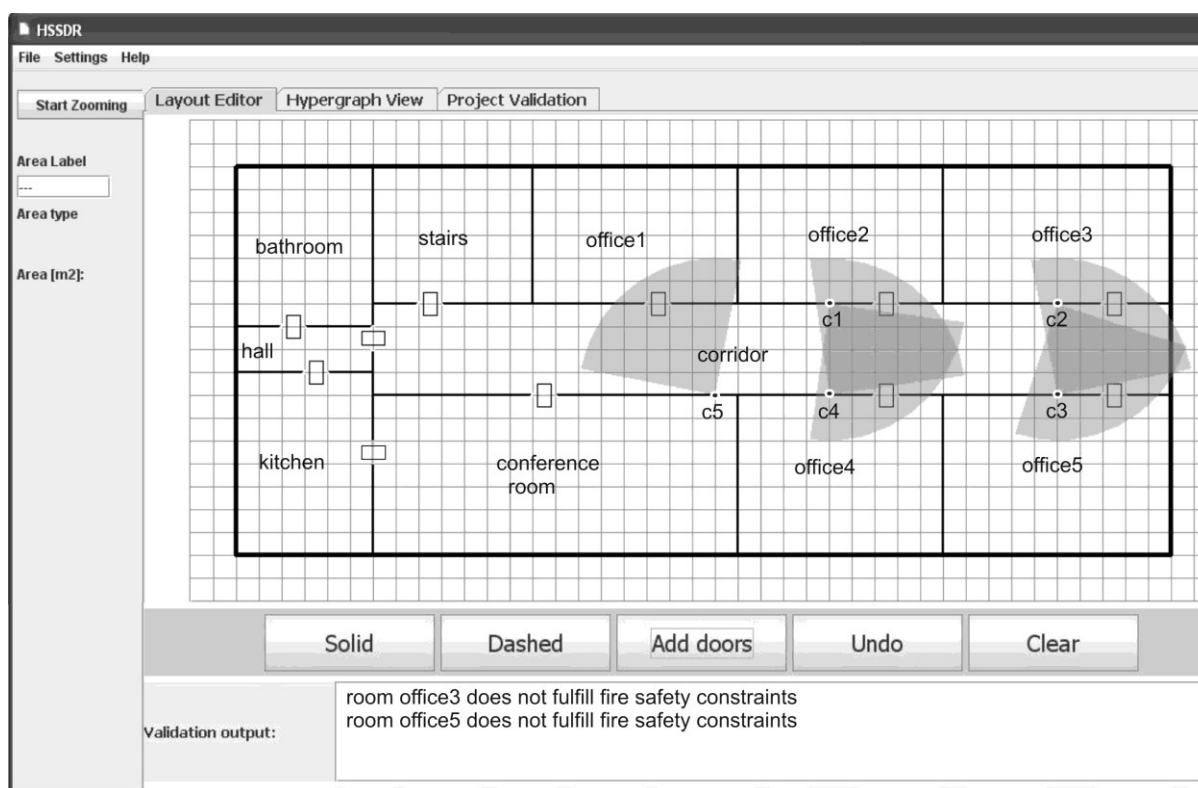 HSSDR
File Settings Help
Start Zooming
Layout Editor Hypergraph View Project Validation
Area Label
---
Area type
Area [m2]:
bathroom
stairs
office1
office2
office3
hall
corridor
c1
c2
c5
c4
c3
kitchen
conference
room
office4
office5
Solid Dashed Add doors Undo Clear
Validation output:
room office3 does not fulfill fire safety constraints
room office5 does not fulfill fire safety constraints